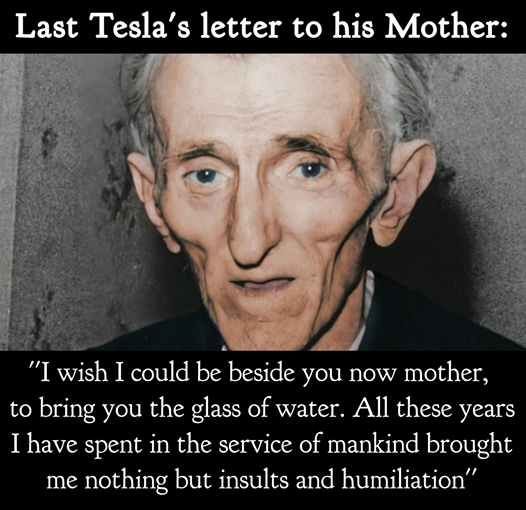 Last Tesla's letter to his Mother:
"I wish I could be beside you now mother,
to bring you the glass of water. All these years
I have spent in the service of mankind brought
me nothing but insults and humiliation"